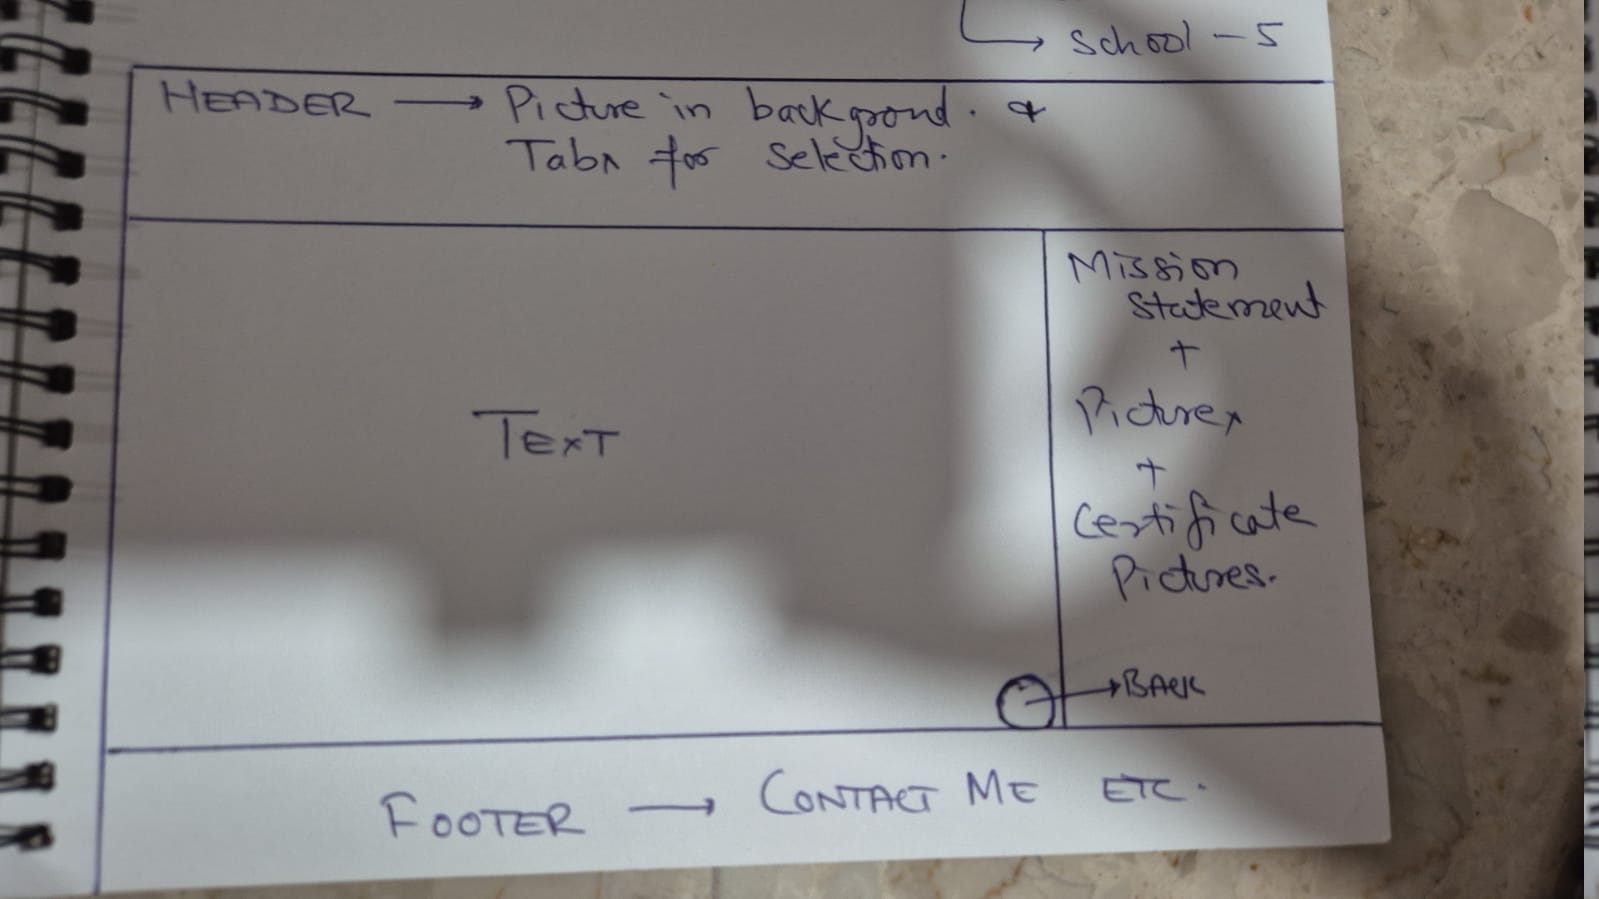 School - 5
HEADER → Picture in backgrond. &
Tabs for Selection.
Mission
Statement
+
Pictures
+
TEXT
Certificate
Pictures.
→ BACK
FOOTER → CONTACT ME ETC.